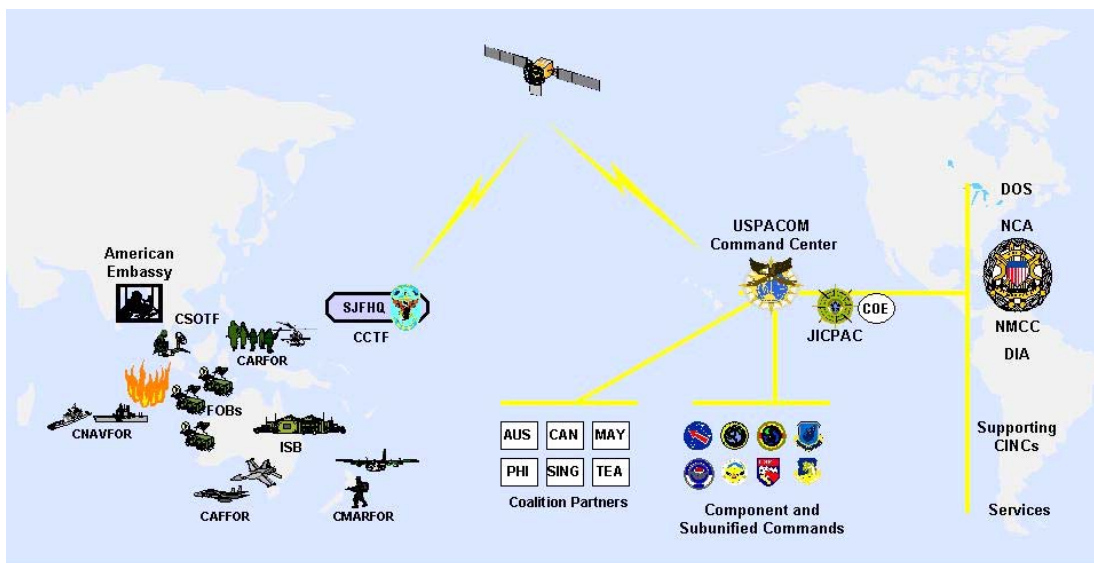 American
Embassy
CSOTF
CARFOR
CNAVFOR
FOBs
ISB
CAFFOR
CMARFOR
SJFHQ
CCTF
USPACOM
Command Center
JICPAC
COE
AUS CAN MAY
PHI SING TEA
Coalition Partners
Component and
Subunified Commands
DOS
NCA
NMCC
DIA
Supporting
CINCs
Services